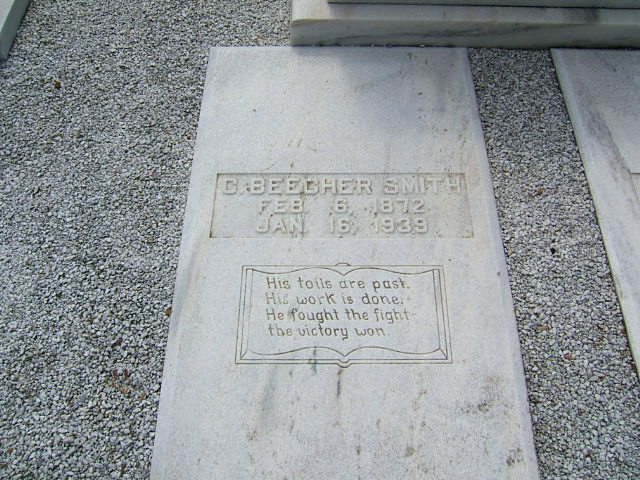 C. BEECHER SMITH
FEB. 6, 1872
JAN. 16, 1939
His toils are past.
His work is done.
He fought the fight-
the victory won.